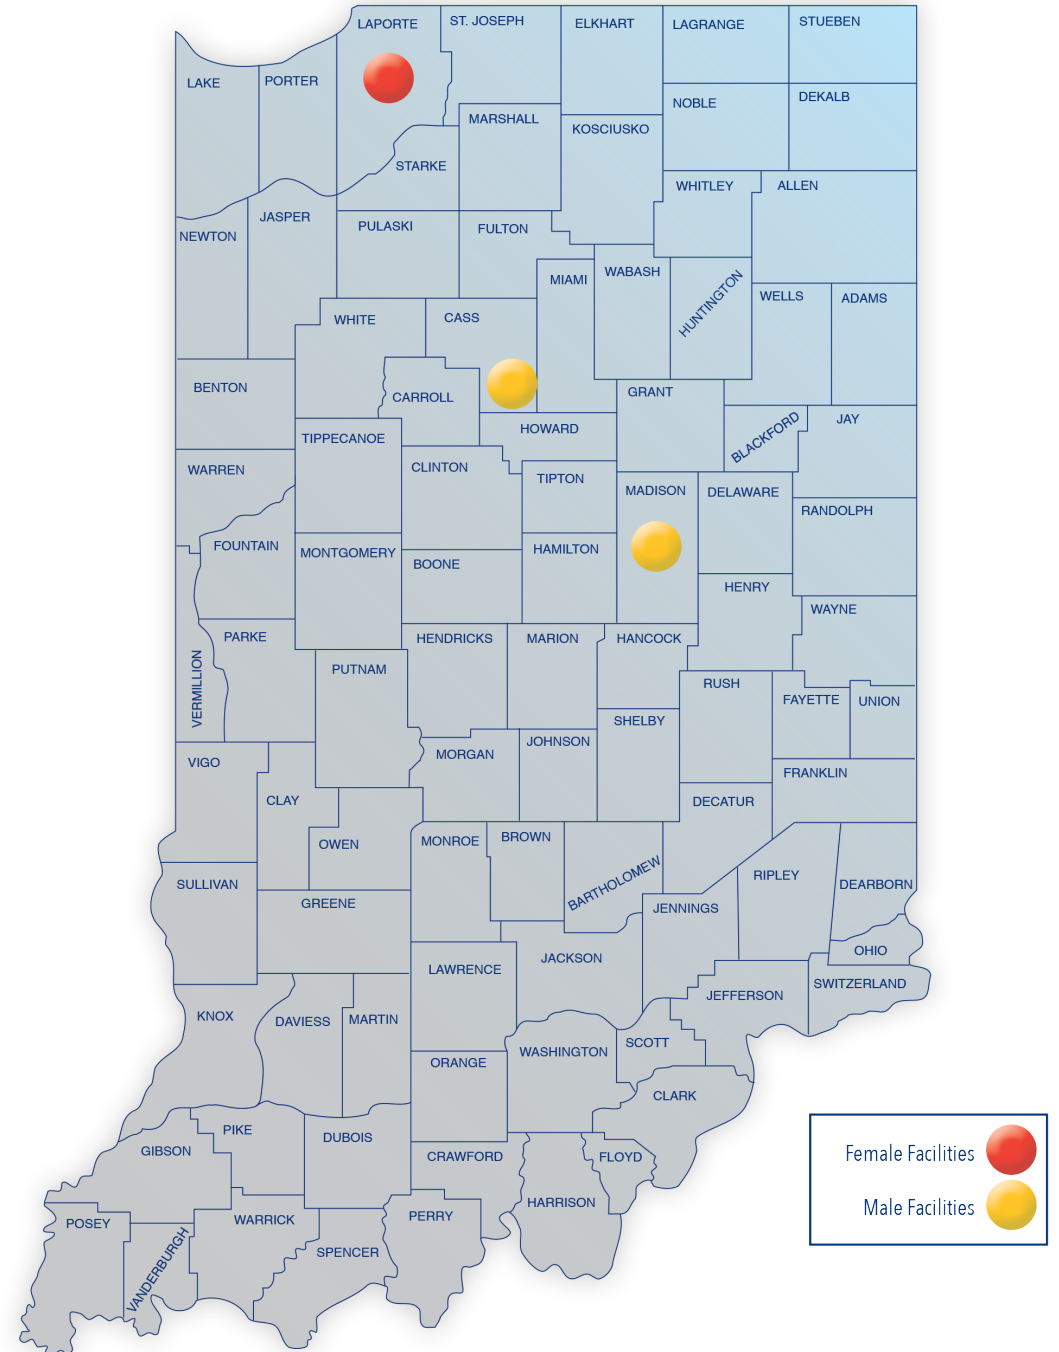 LAPORTE
ST. JOSEPH
ELKHART
LAGRANGE
STUEBEN
LAKE
PORTER
NOBLE
DEKALB
MARSHALL
KOSCIUSKO
STARKE
WHITLEY
ALLEN
NEWTON
JASPER
PULASKI
FULTON
MIAMI
WABASH
HUNTINGTON
WELLS
ADAMS
WHITE
CASS
BENTON
CARROLL
GRANT
BLACKFORD
JAY
HOWARD
TIPPECANOE
WARREN
CLINTON
TIPTON
MADISON
DELAWARE
RANDOLPH
FOUNTAIN
MONTGOMERY
BOONE
HAMILTON
HENRY
WAYNE
PARKE
VERMILLION
HENDRICKS
MARION
HANCOCK
PUTNAM
RUSH
FAYETTE
UNION
SHELBY
VIGO
MORGAN
JOHNSON
FRANKLIN
CLAY
DECATUR
OWEN
MONROE
BROWN
BARTHOLOMEW
RIPLEY
DEARBORN
SULLIVAN
GREENE
JENNINGS
OHIO
LAWRENCE
JACKSON
SWITZERLAND
JEFFERSON
KNOX
DAVIESS
MARTIN
SCOTT
WASHINGTON
ORANGE
CLARK
PIKE
DUBOIS
GIBSON
CRAWFORD
FLOYD
HARRISON
POSEY
VANDERBURGH
WARRICK
PERRY
SPENCER
Female Facilities
Male Facilities